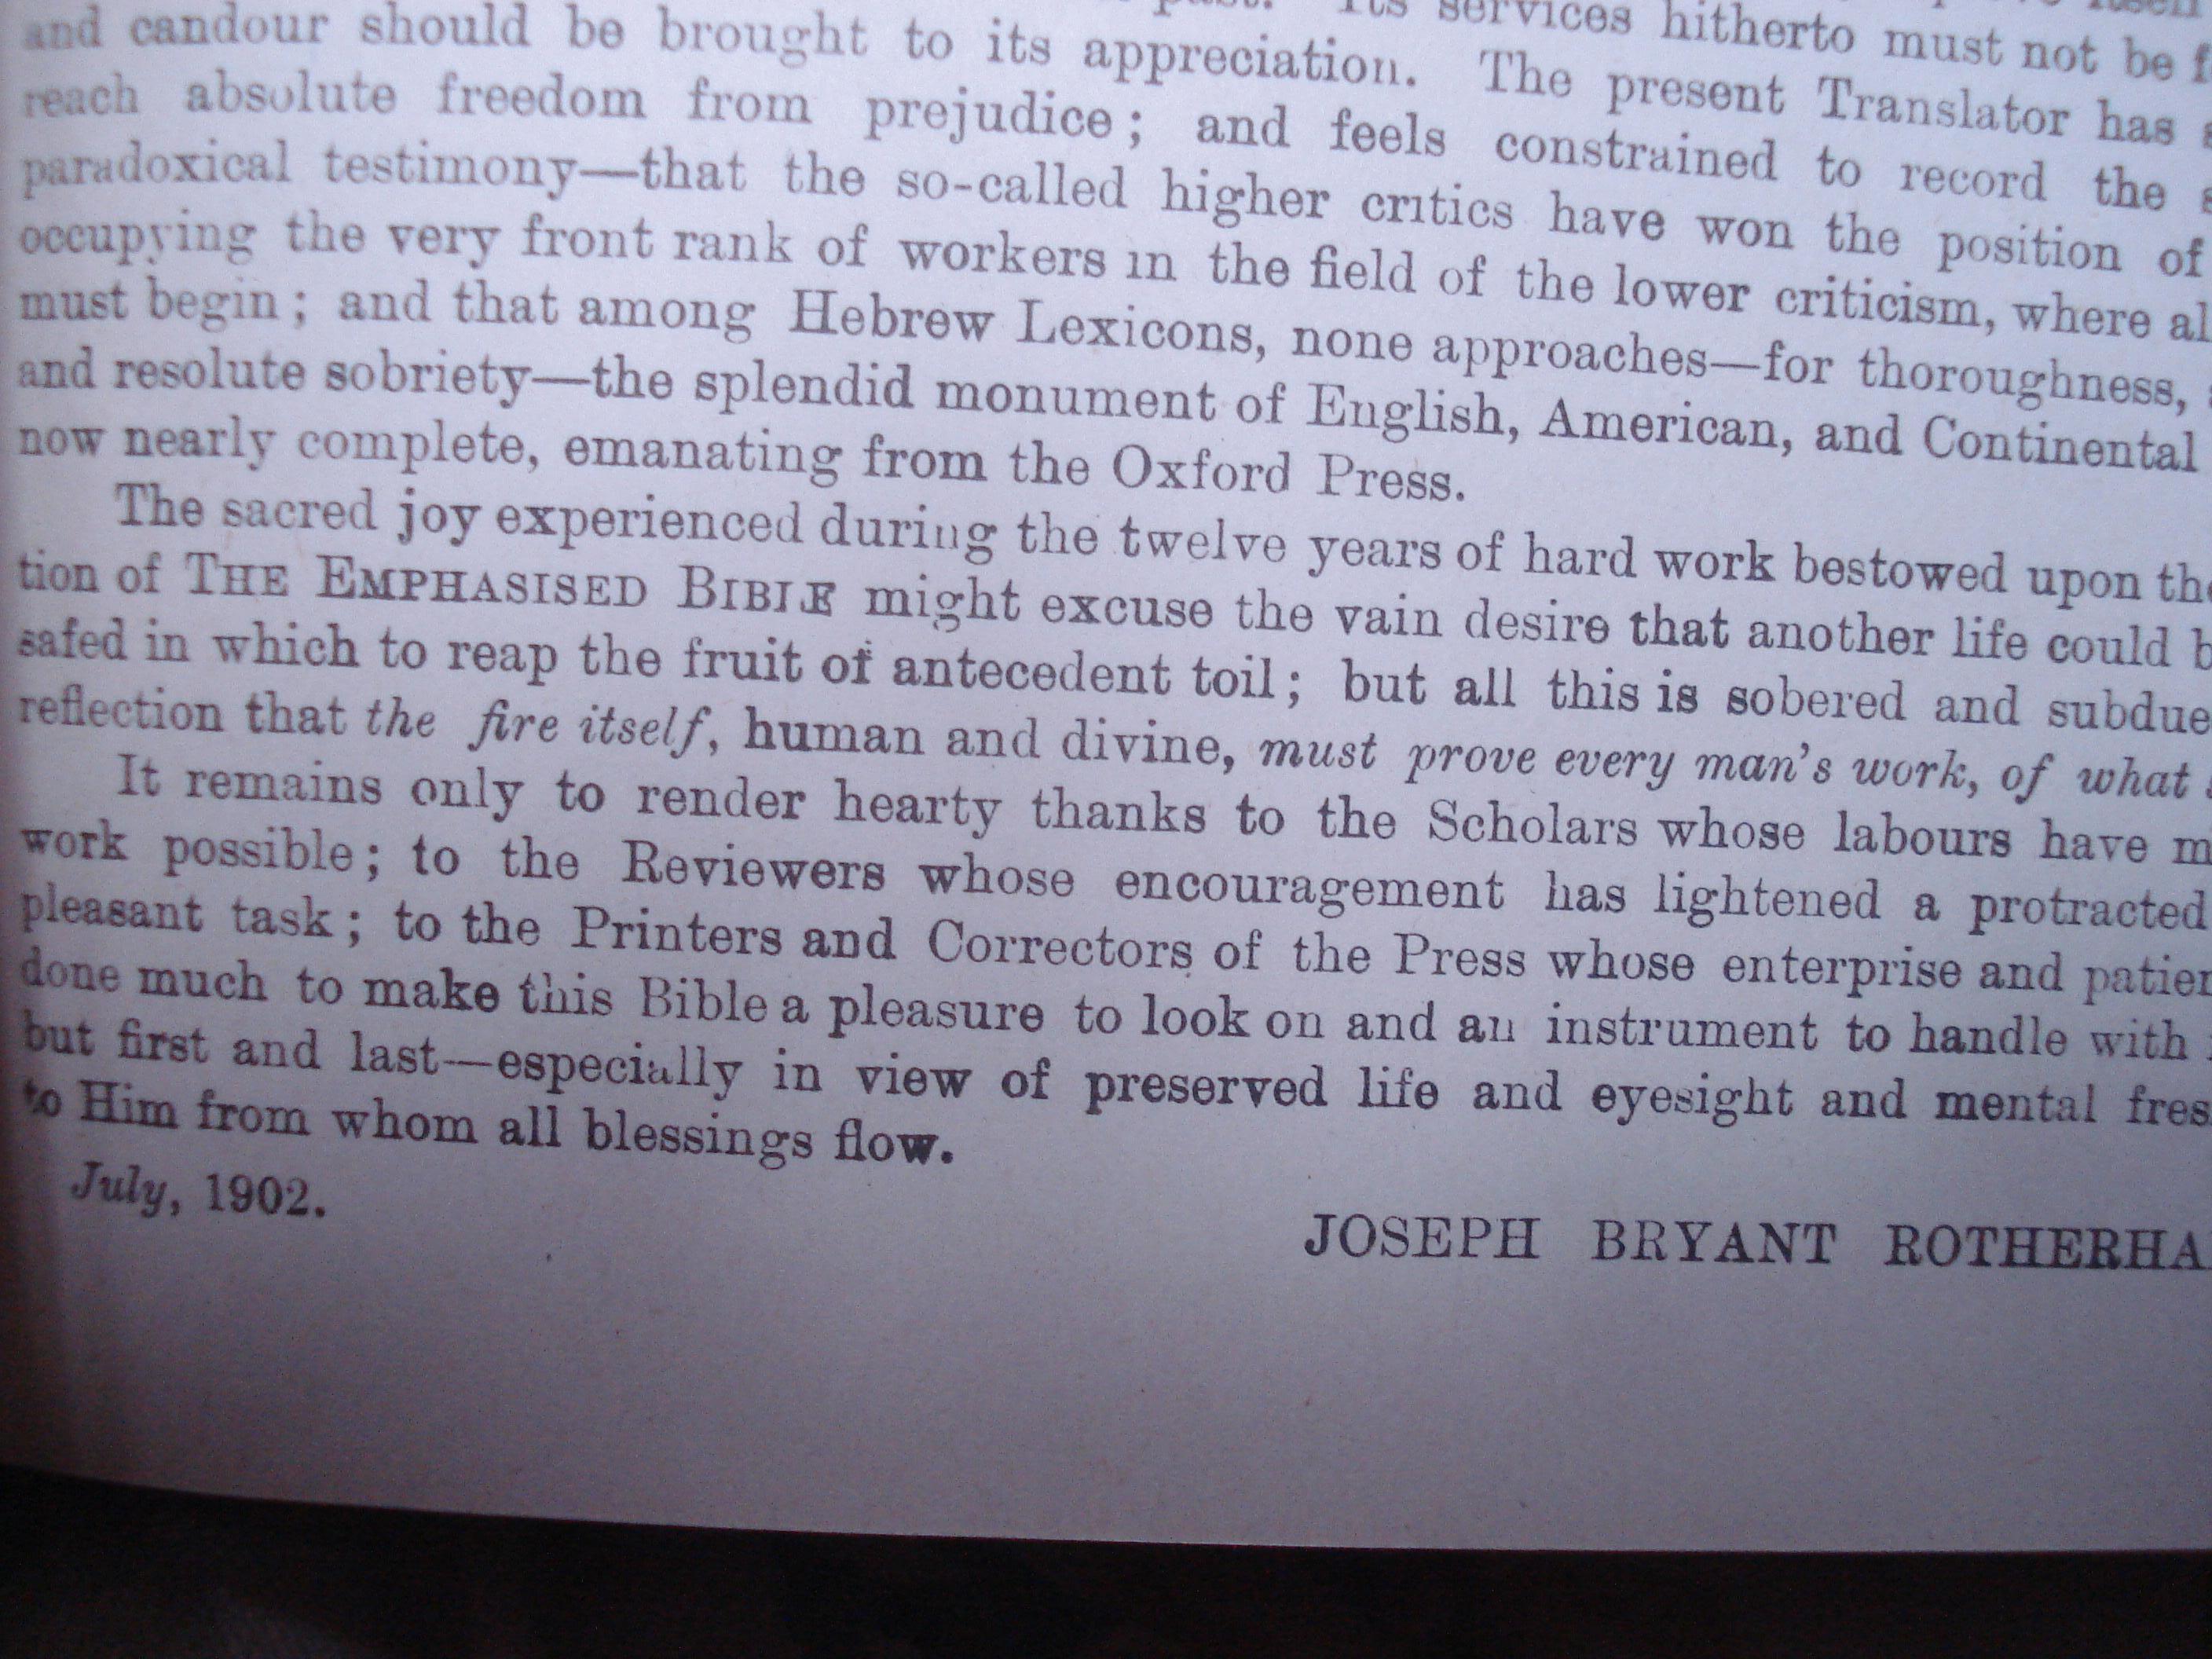 past. Its services hitherto must not be
and candour should be brought to its appreciation. The present Translator has
reach absolute freedom from prejudice; and feels constrained to record the
paradoxical testimony—that the so-called higher critics have won the position of
occupying the very front rank of workers in the field of the lower criticism, where al
must begin; and that among Hebrew Lexicons, none approaches—for thoroughness,
and resolute sobriety—the splendid monument of English, American, and Continental
now nearly complete, emanating from the Oxford Press.
The sacred joy experienced during the twelve years of hard work bestowed upon the
tion of THE EMPHASISED BIBLE might excuse the vain desire that another life could b
safed in which to reap the fruit of antecedent toil; but all this is sobered and subdue
reflection that the fire itself, human and divine, must prove every man's work, of what
It remains only to render hearty thanks to the Scholars whose labours have m
work possible; to the Reviewers whose encouragement has lightened a protracted
pleasant task; to the Printers and Correctors of the Press whose enterprise and patien
done much to make this Bible a pleasure to look on and an instrument to handle with
but first and last—especially in view of preserved life and eyesight and mental fres
to Him from whom all blessings flow.
July, 1902.
JOSEPH BRYANT ROTHERHA